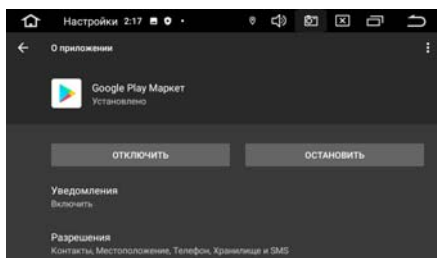 Настройки 2:17
О приложении
Google Play Маркет
Установлено
ОТКЛЮЧИТЬ
ОСТАНОВИТЬ
Уведомления
Включить
Разрешения
Контакты, Местоположение, Телефон, Хранилище и SMS